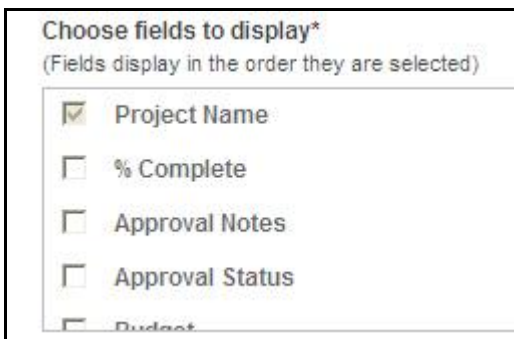 Choose fields to display*
(Fields display in the order they are selected)
Project Name
% Complete
Approval Notes
Approval Status
Budget